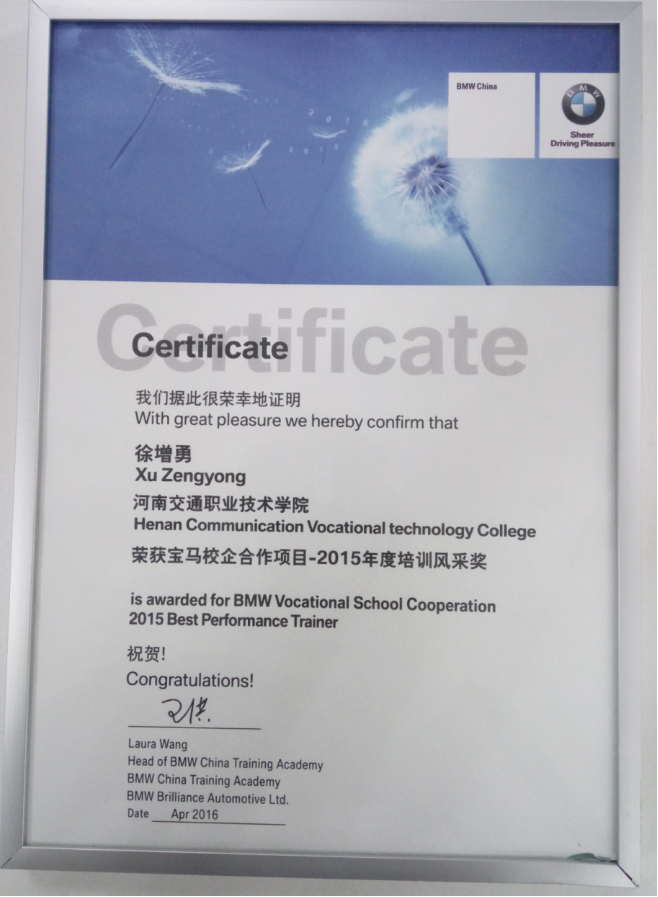 2016
2015
BMW China
BMW
Sheer
Driving Pleasure
Certificate
Certificate
我们据此很荣幸地证明
With great pleasure we hereby confirm that
徐增勇
Xu Zengyong
河南交通职业技术学院
Henan Communication Vocational technology College
荣获宝马校企合作项目-2015年度培训风采奖
is awarded for BMW Vocational School Cooperation
2015 Best Performance Trainer
祝贺!
Congratulations!
Laura Wang
Head of BMW China Training Academy
BMW China Training Academy
BMW Brilliance Automotive Ltd.
Date Apr 2016